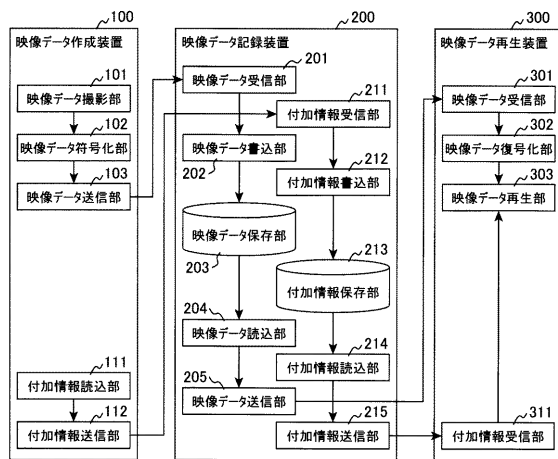 100
映像データ作成装置
101
映像データ撮影部
102
映像データ符号化部
103
映像データ送信部
111
付加情報読込部
112
付加情報送信部
200
映像データ記録装置
201
映像データ受信部
211
付加情報受信部
映像データ書込部
202
212
付加情報書込部
映像データ保存部
203
213
付加情報保存部
204
映像データ読込部
214
付加情報読込部
205
映像データ送信部
215
付加情報送信部
300
映像データ再生装置
301
映像データ受信部
302
映像データ復号化部
303
映像データ再生部
311
付加情報受信部